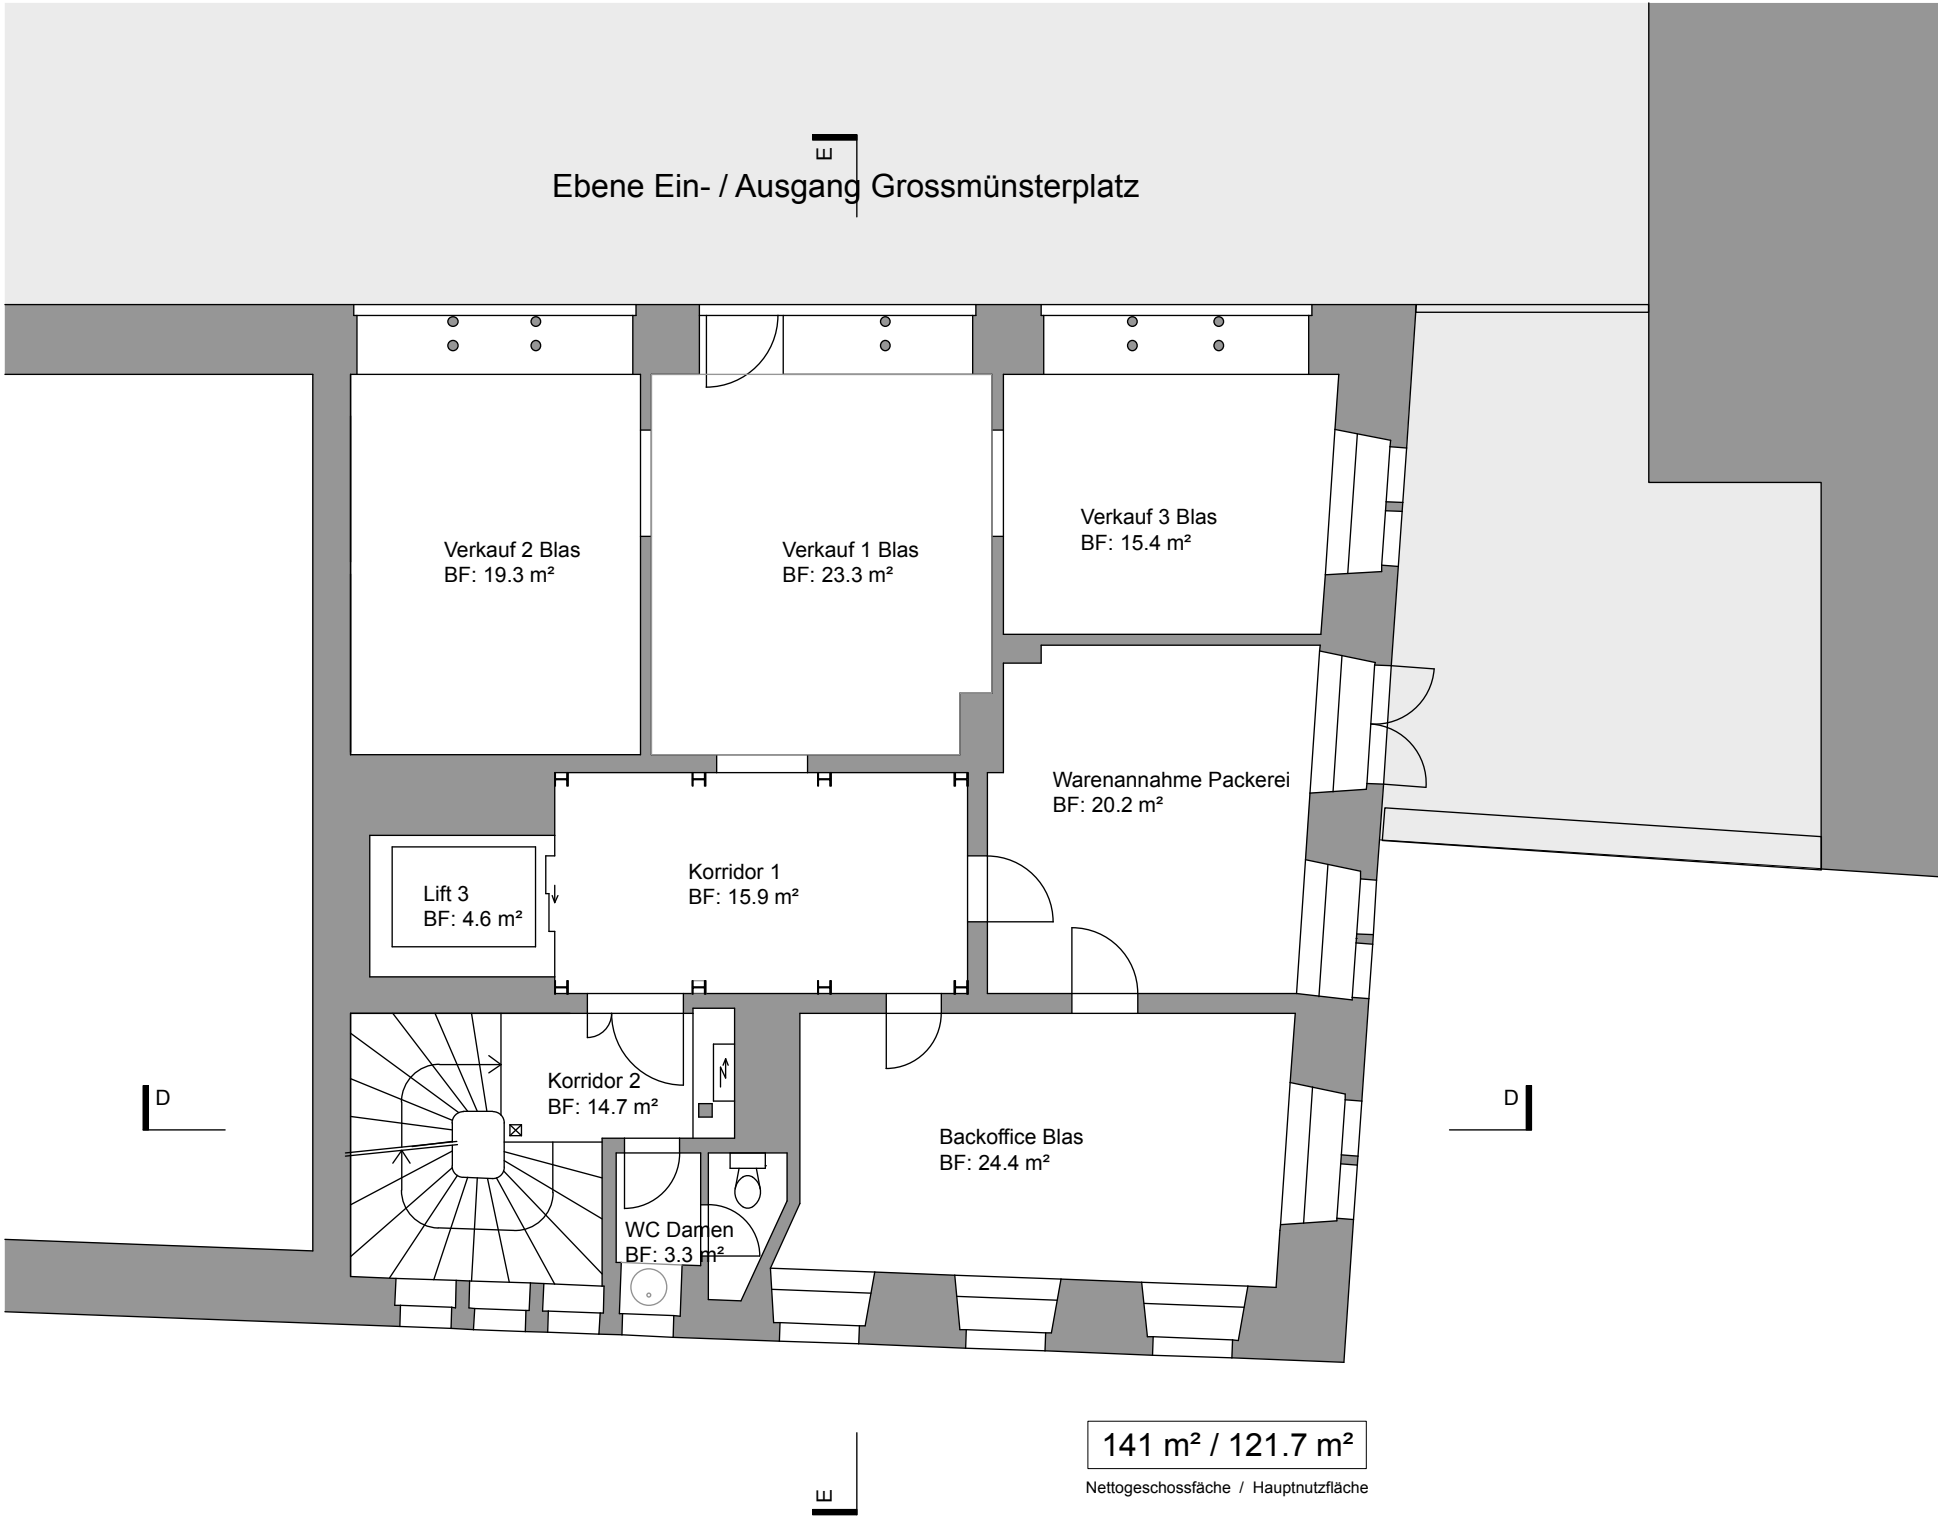 E
Ebene Ein- / Ausgang Grossmünsterplatz
Verkauf 2 Blas
BF: 19.3 m²
Verkauf 1 Blas
BF: 23.3 m²
Verkauf 3 Blas
BF: 15.4 m²
Warenannahme Packerei
BF: 20.2 m²
Korridor 1
BF: 15.9 m²
Lift 3
BF: 4.6 m²
Korridor 2
BF: 14.7 m²
D
D
Backoffice Blas
BF: 24.4 m²
WC Damen
BF: 3.3 m²
141 m² / 121.7 m²
Nettogeschossfäche / Hauptnutzfläche
E